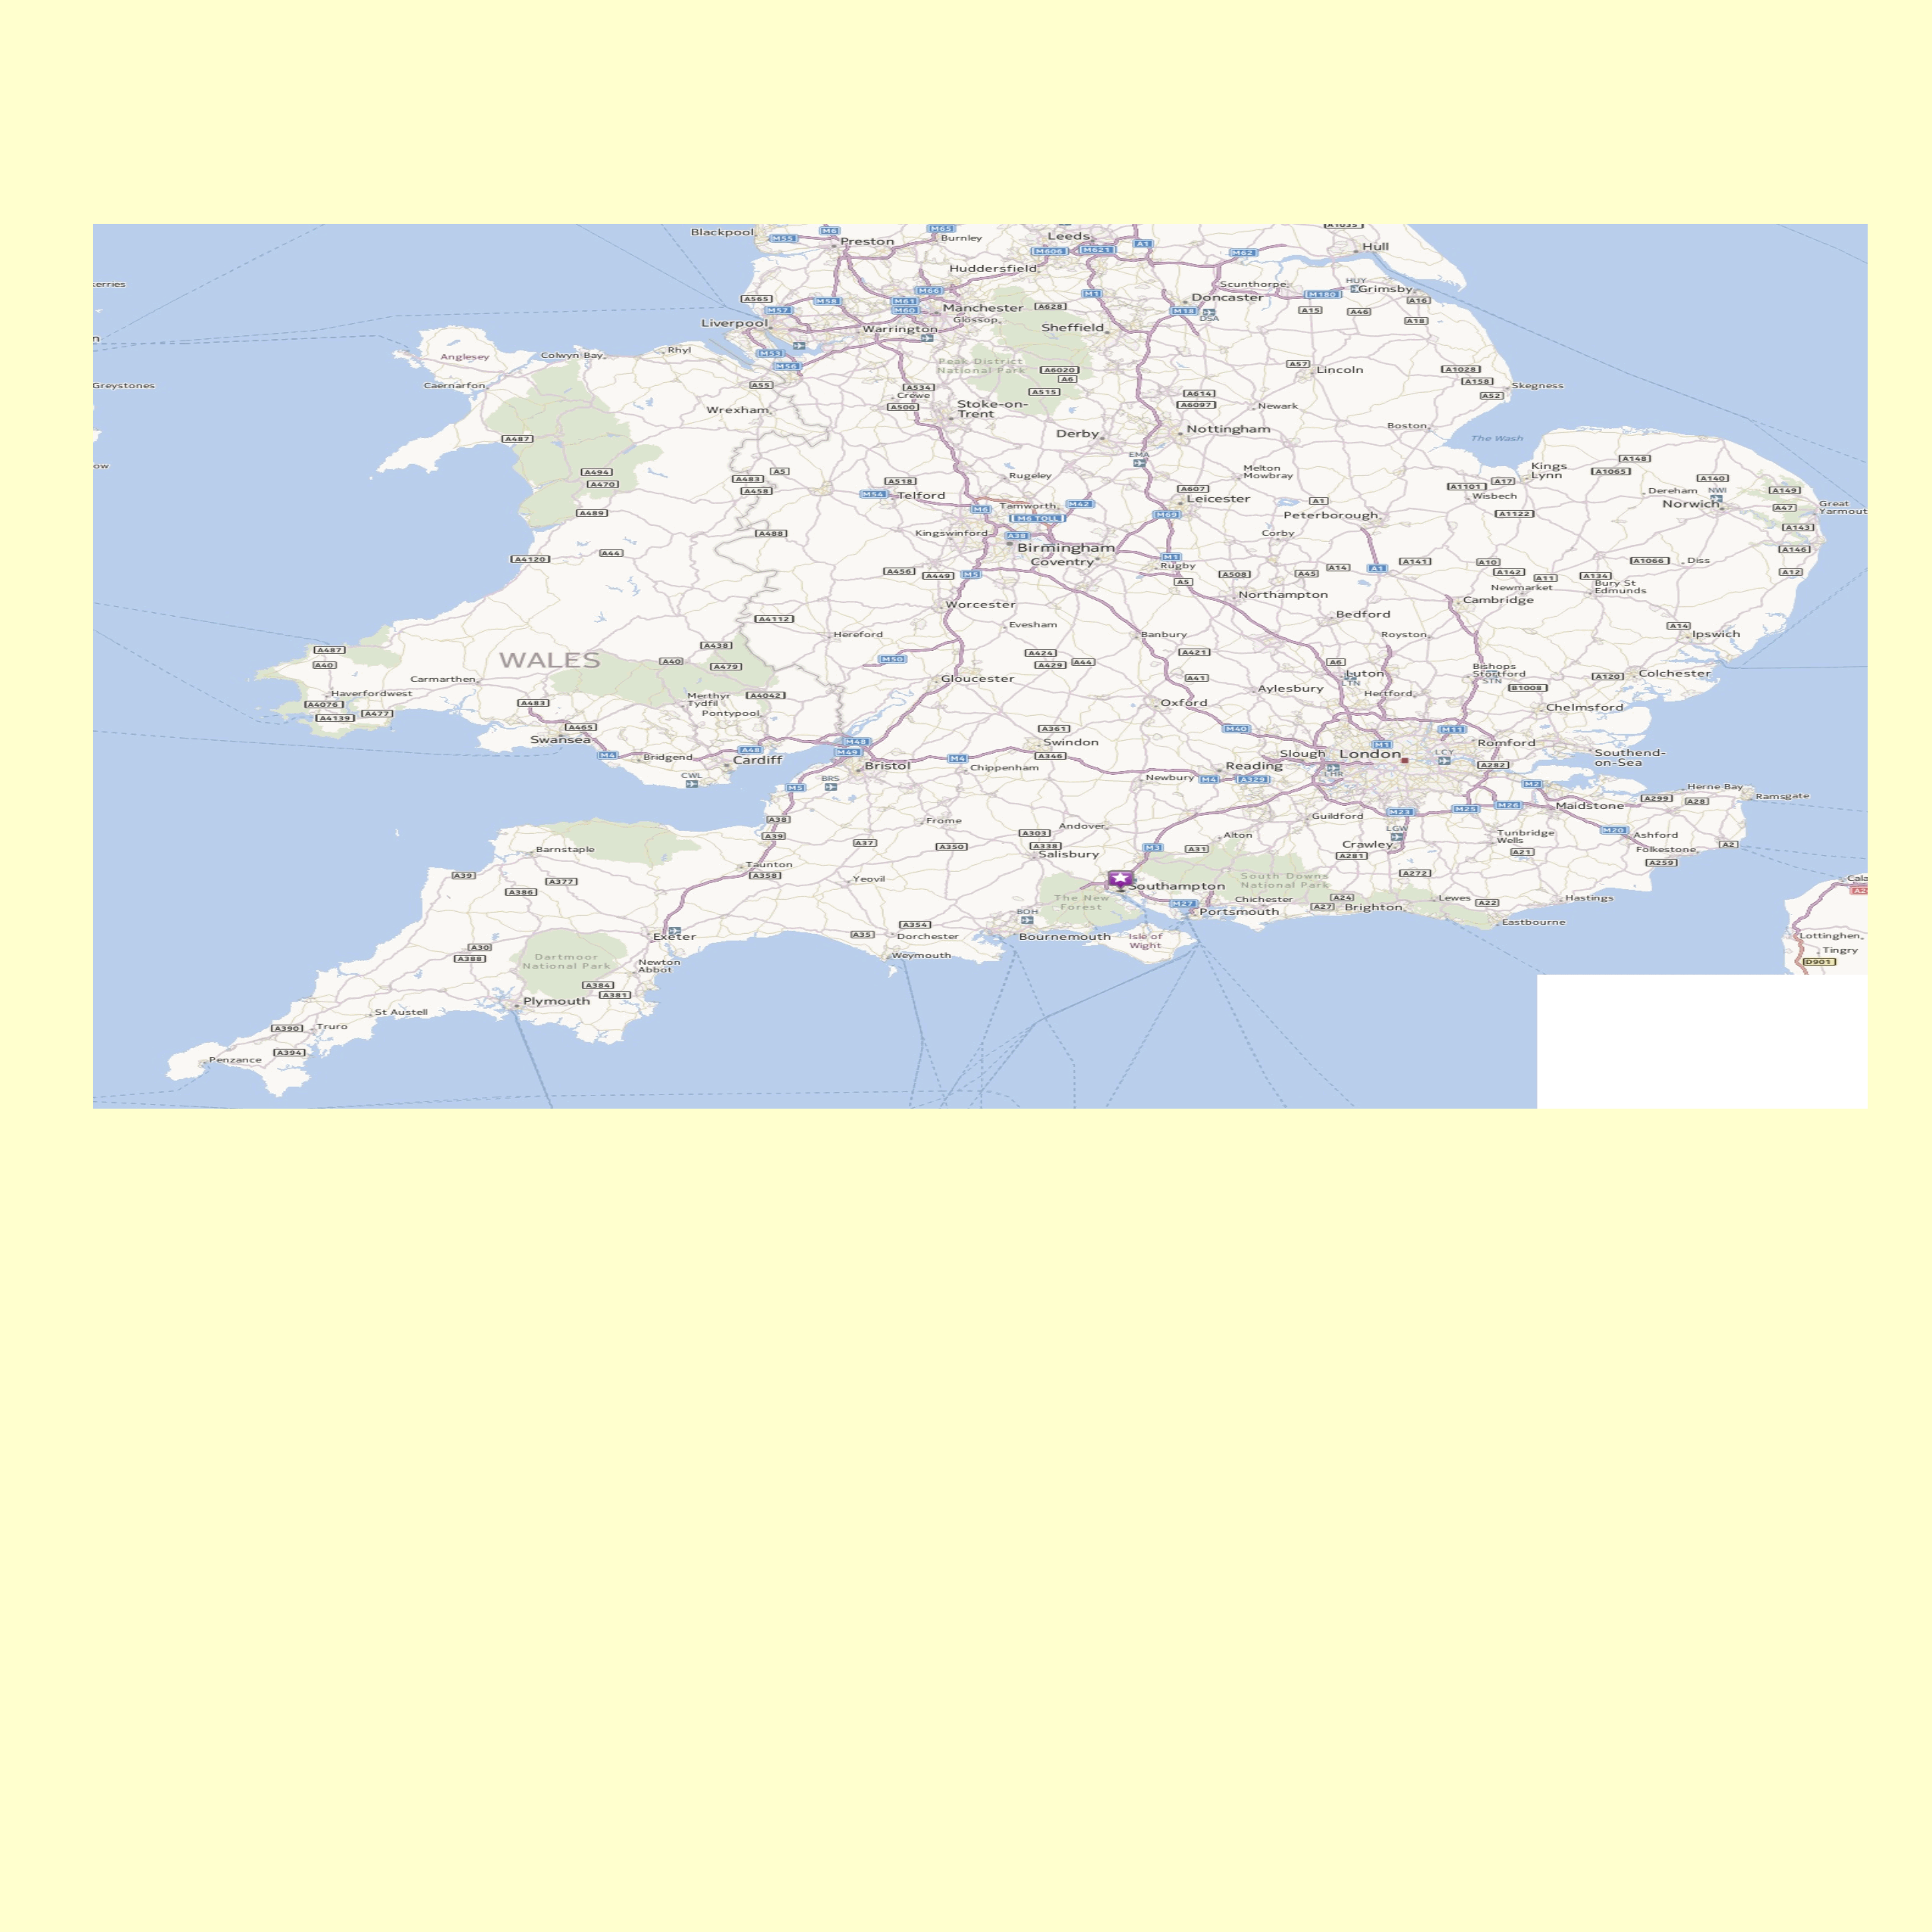 Blackpool
M55
M6
Preston
M65
Burnley
Leeds
M606
M621
A1
M62
A1035
Hull
Huddersfield
Scunthorpe
HUY
Grimsby
M180
A16
A15
A46
A18
erries
A565
M58
M66
M61
M60
M57
Manchester
Glossop
A628
M1
Doncaster
M18
DSA
Liverpool
Warrington
Sheffield
M53
M56
Anglesey
Colwyn Bay
Rhyl
Caernarfon
Greystones
n
ow
A55
Peak District
National Park
A6020
A6
A515
A534
Crewe
A500
Stoke-on-
Trent
Wrexham
A57
Lincoln
A1028
A158
A52
Skegness
A614
A6097
Newark
Derby
Nottingham
Boston
The Wash
A487
EMA
A494
A470
A489
A5
A483
A458
Rugeley
A518
M54
Telford
Melton
Mowbray
A607
Leicester
Kings
Lynn
A148
A1065
A1101
A17
Wisbech
A140
Dereham
NWI
Norwich
A149
A47
Great
Yarmout
A143
A146
A12
M6
Tamworth
M42
M6 TOLL
M69
A1
Peterborough
A1122
A488
Kingswinford
A38
Birmingham
Coventry
M1
Rugby
Corby
A4120
A44
A456
A449
M5
A5
A508
A45
A14
A1
A141
A10
A142
A11
Newmarket
A134
Bury St
Edmunds
A1066
Diss
Worcester
Northampton
Cambridge
A4112
Evesham
Bedford
A14
Ipswich
Hereford
Banbury
Royston
A487
A40
WALES
A438
A40
A479
M50
A424
A429
A44
A421
A6
Luton
LTN
Bishops
Stortford
STN
Carmarthen
Haverfordwest
A4076
A4139
A477
A483
Merthyr
Tydfil
A4042
Pontypool
Gloucester
A41
Aylesbury
Hertford
B1008
A120
Colchester
Chelmsford
Oxford
A465
Swansea
M4
Bridgend
A48
Cardiff
CWL
M48
M49
Bristol
BRS
M5
M4
Chippenham
A361
Swindon
A346
M40
Slough
London
M1
M11
LCY
Romford
A282
Southend-
on-Sea
Newbury
M4
Reading
A329
LHR
M2
Herne Bay
Ramsgate
A299
A28
Maidstone
M26
M25
M23
Guildford
LGW
Crawley
A281
Tunbridge
Wells
A21
M20
Ashford
Folkestone
A2
A259
A38
A39
Frome
Andover
A303
A338
Salisbury
Alton
A37
A350
M3
A31
Barnstaple
Taunton
A358
Yeovil
A39
A377
A386
Southampton
The New
Forest
South Downs
National Park
Chichester
A272
A24
A27
Brighton
Lewes
A22
Hastings
Eastbourne
Cala
A2
M27
Portsmouth
BOH
Bournemouth
Isle of
Wight
A354
A35
Dorchester
Weymouth
Exeter
A30
A388
Dartmoor
National Park
Newton
Abbot
A384
A381
Plymouth
Lottinghen
Tingry
D901
St Austell
A390
Truro
A394
Penzance